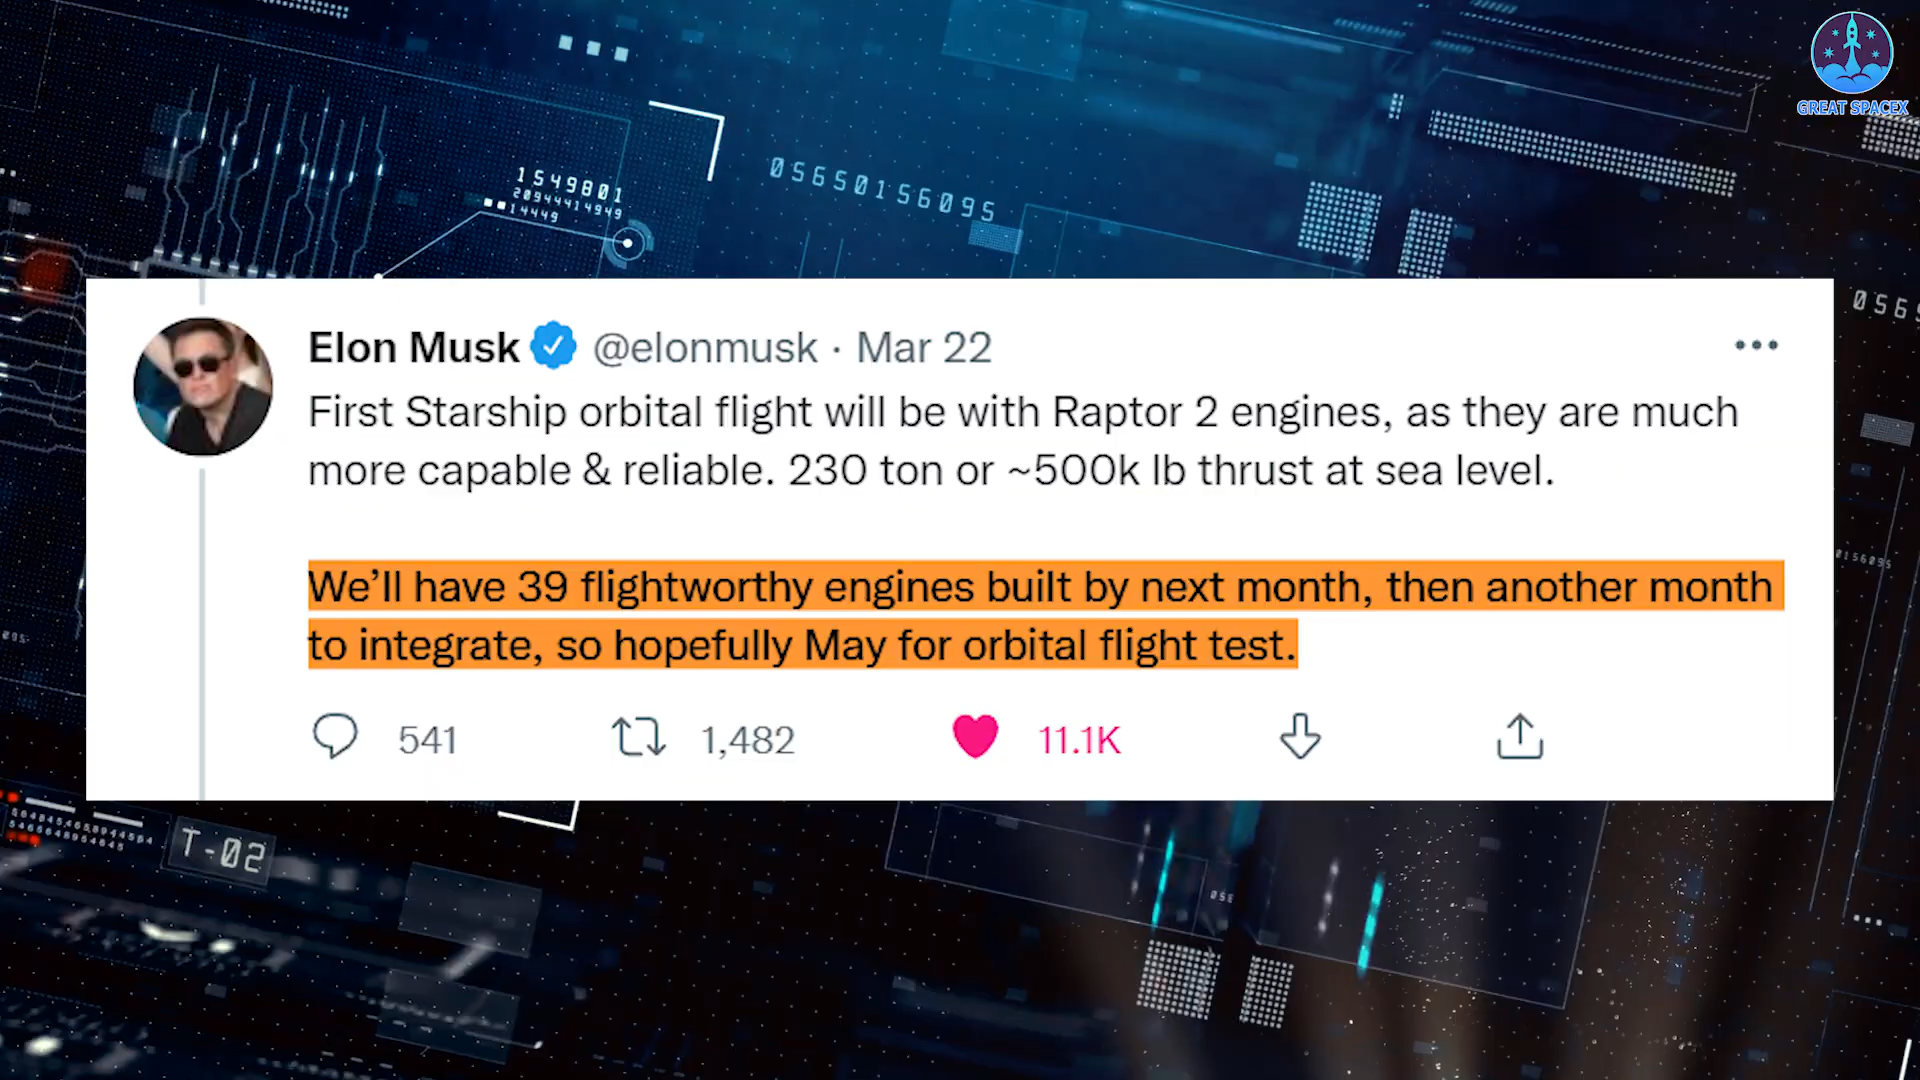 GREAT SPACEX
1549801
20944414949
14449
05650156095
Elon Musk @elonmusk · Mar 22
First Starship orbital flight will be with Raptor 2 engines, as they are much
more capable & reliable. 230 ton or ~500k lb thrust at sea level.
We’ll have 39 flightworthy engines built by next month, then another month
to integrate, so hopefully May for orbital flight test.
541 1,482 11.1K
T-02